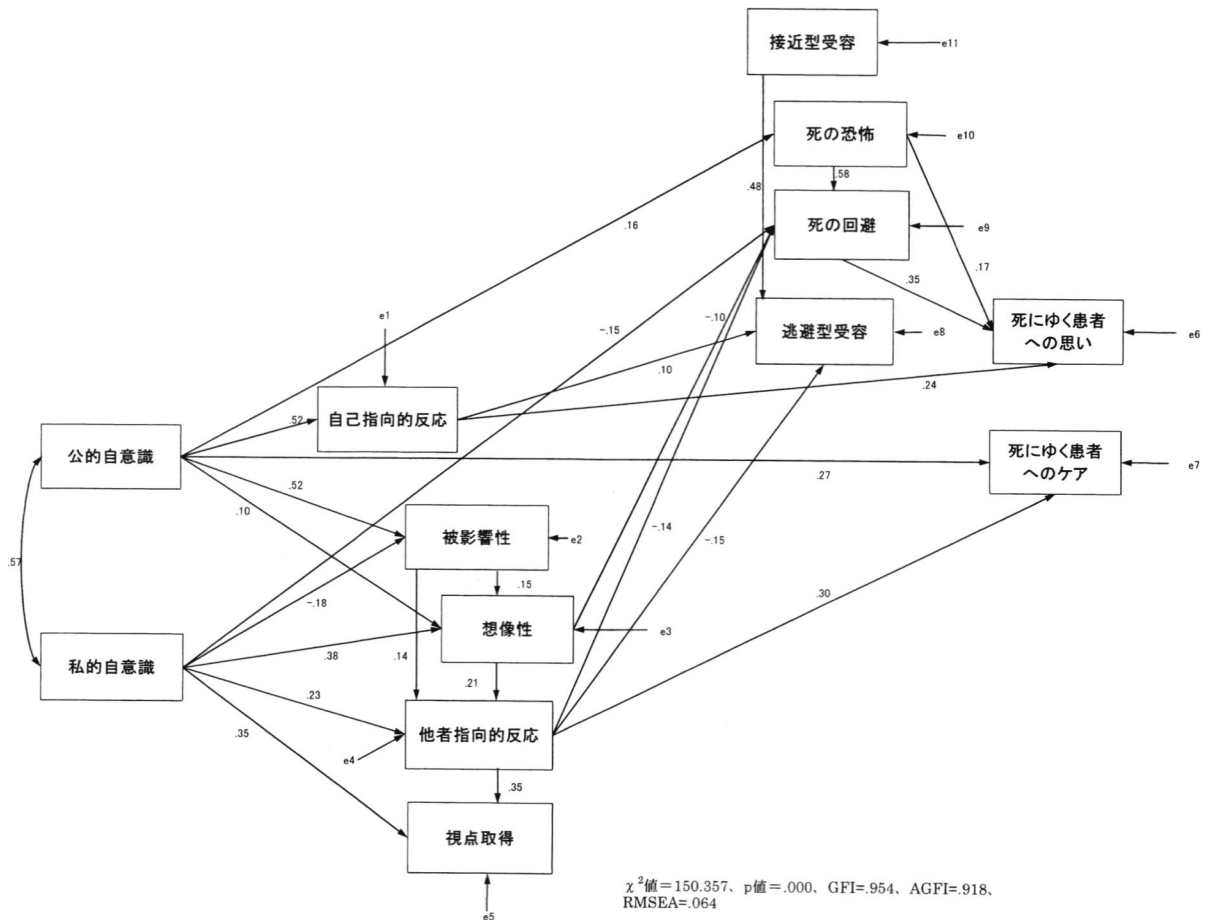 接近型受容
e11
死の恐怖
e10
.48
.58
.16
死の回避
e9
.17
.35
e1
-.15
-.10
逃避型受容
e8
死にゆく患者
への思い
e6
.10
.24
自己指向的反応
.52
公的自意識
死にゆく患者
へのケア
e7
.27
.52
.10
被影響性
e2
-.14
-.15
.57
.15
-.18
.30
想像性
e3
.38
.14
私的自意識
.21
.23
.35
他者指向的反応
e4
.35
視点取得
e5
χ²値=150.357、p値=.000、GFI=.954、AGFI=.918、
RMSEA=.064